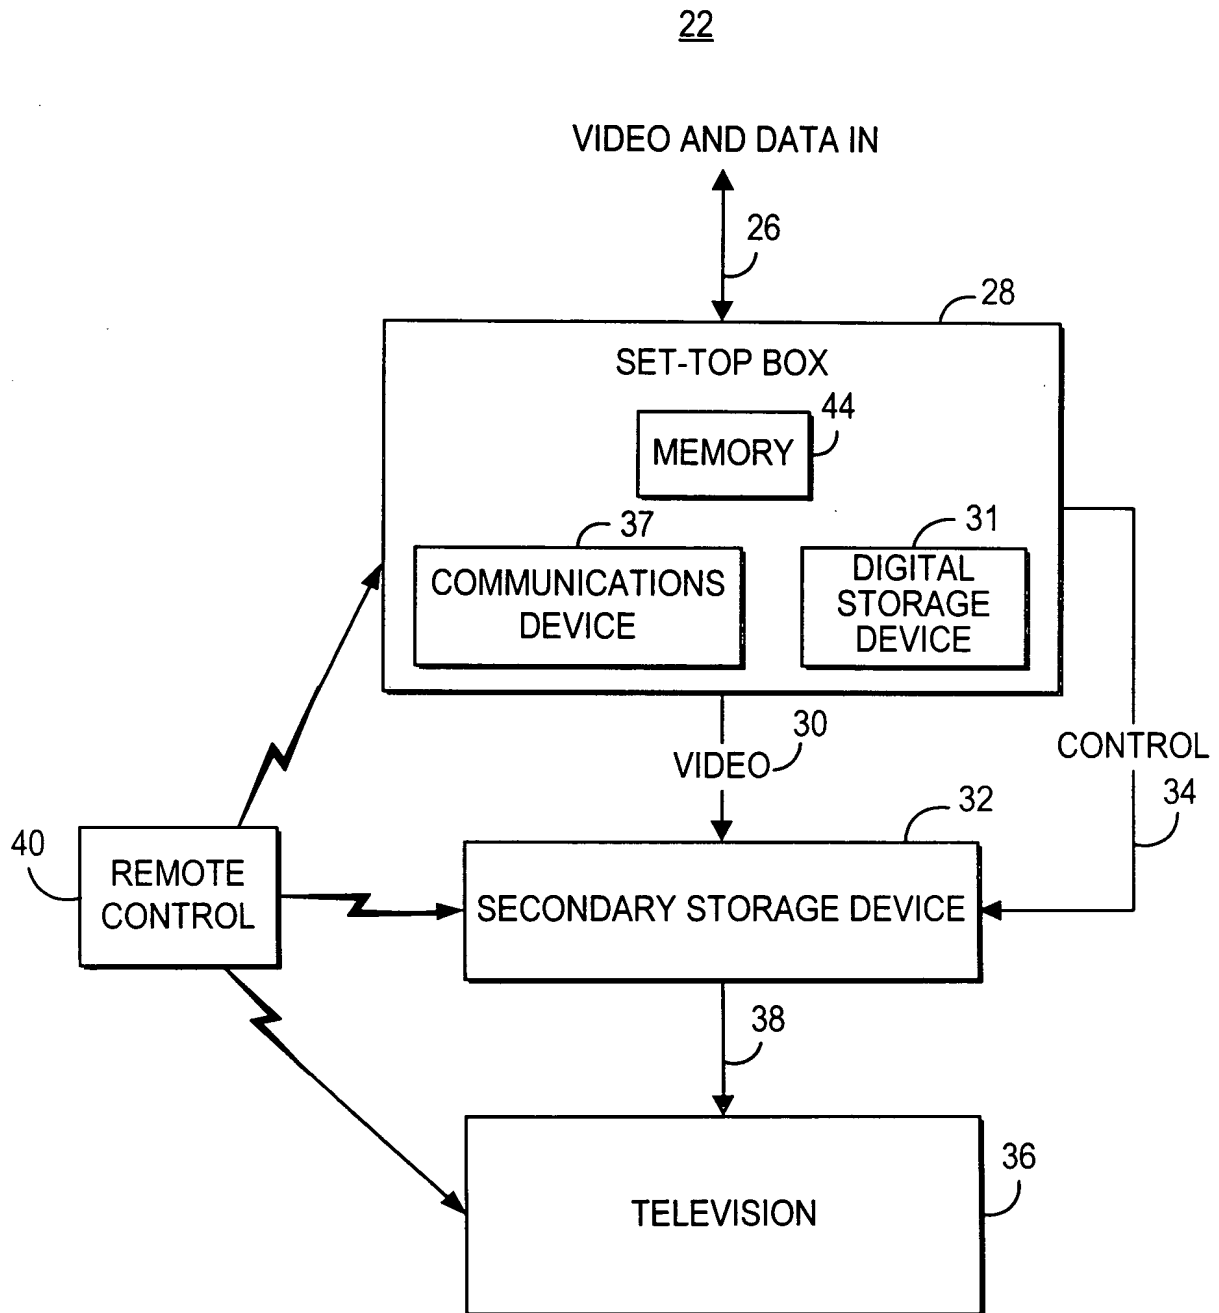 22
VIDEO AND DATA IN
26
28
SET-TOP BOX
44
MEMORY
37
31
COMMUNICATIONS
DEVICE
DIGITAL
STORAGE
DEVICE
30
VIDEO
CONTROL
34
32
40
REMOTE
CONTROL
SECONDARY STORAGE DEVICE
38
36
TELEVISION